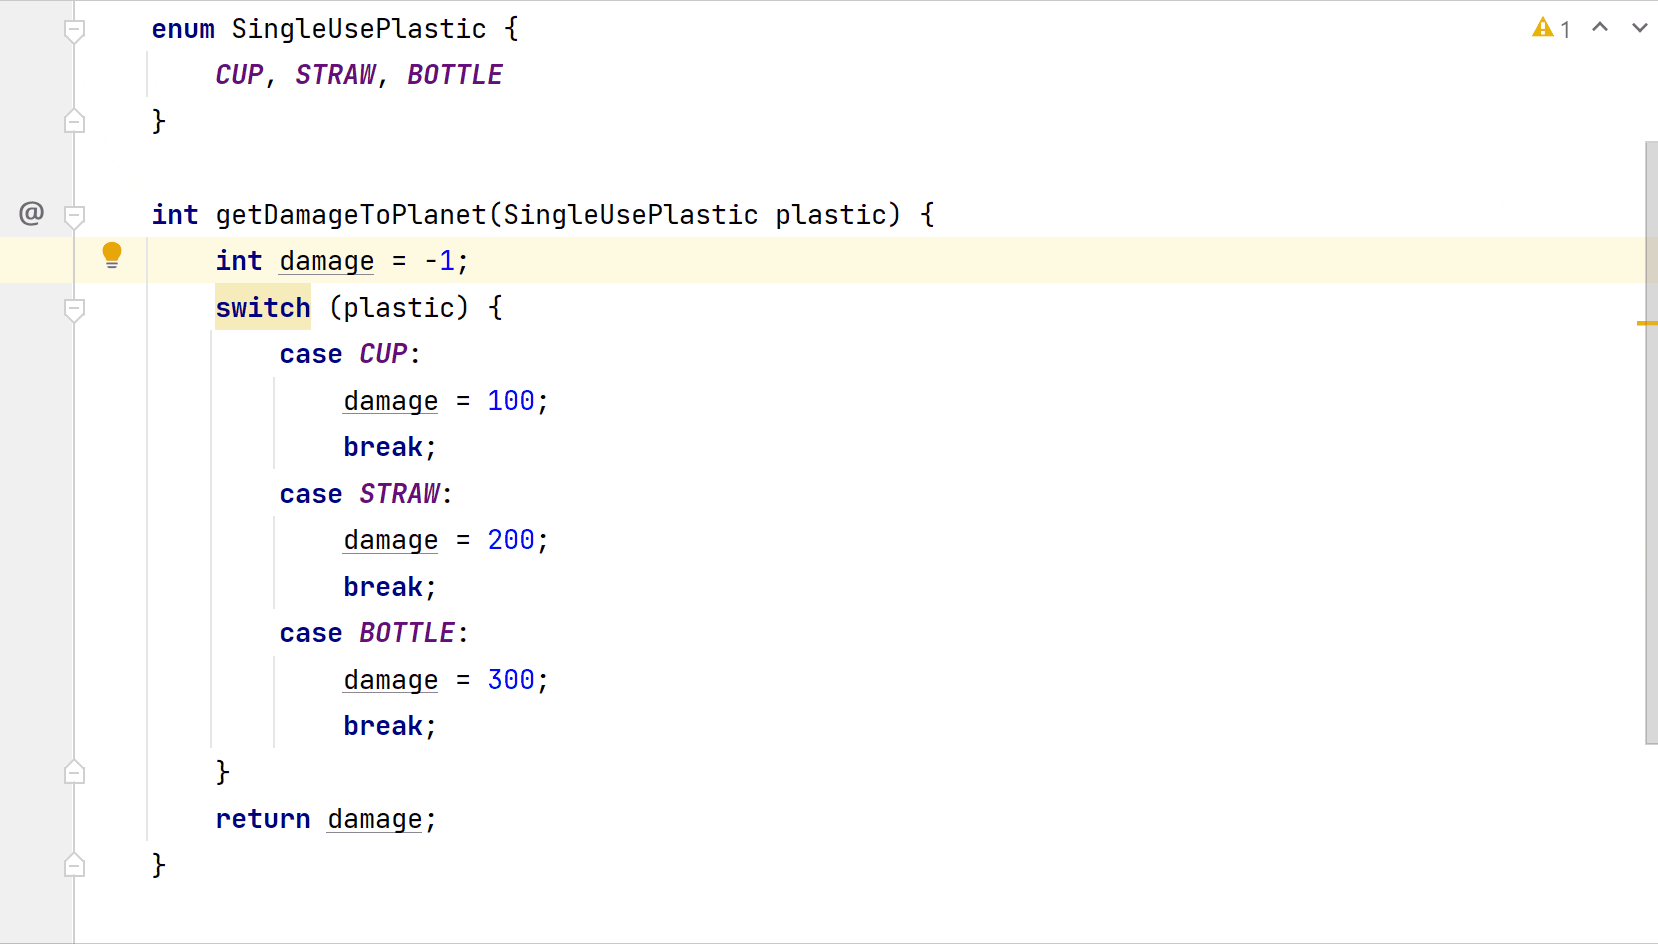 enum SingleUsePlastic {
1
CUP, STRAW, BOTTLE
}
@
int getDamageToPlanet(SingleUsePlastic plastic) {
int damage = -1;
switch (plastic) {
case CUP:
damage = 100;
break;
case STRAW:
damage = 200;
break;
case BOTTLE:
damage = 300;
break;
}
return damage;
}